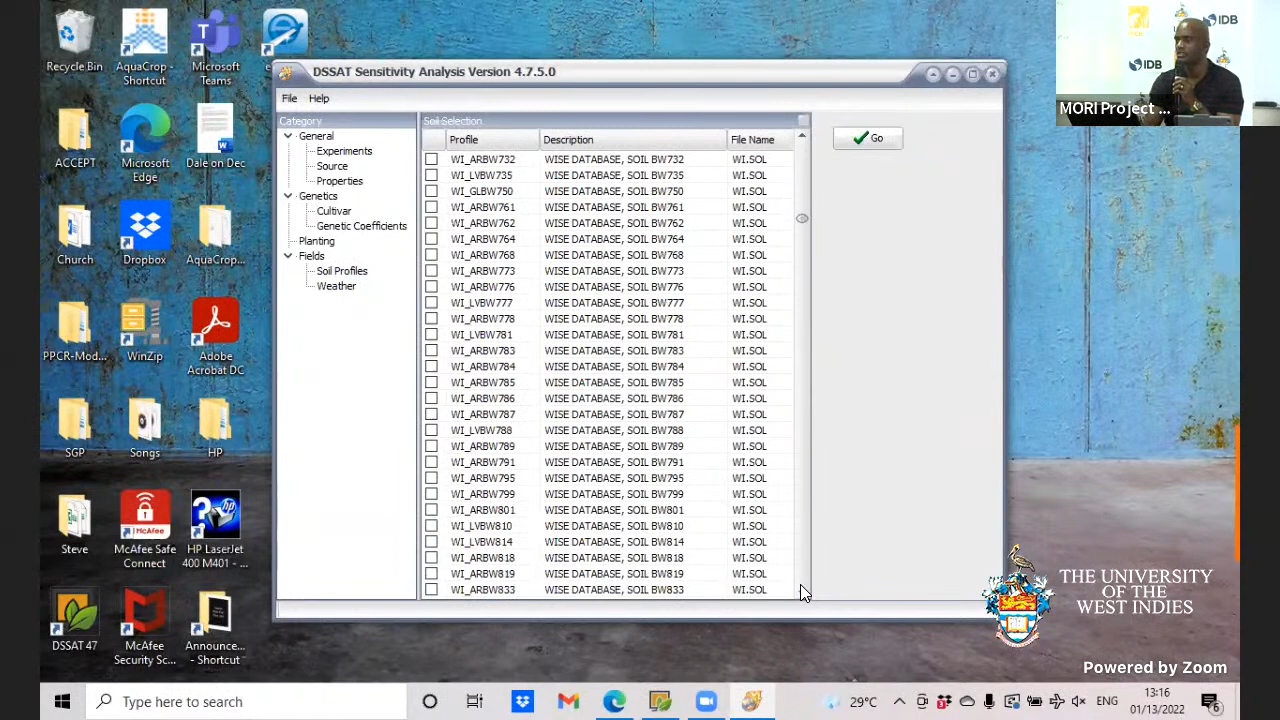 Recycle Bin
AquaCrop -
Shortcut
Microsoft
Teams
ACCEPT
Microsoft
Edge
Dale on Dec
Church
Dropbox
AquaCrop...
PPCR-Mod...
WinZip
Adobe
Acrobat DC
SGP
Songs
HP
Steve
McAfee
McAfee Safe
Connect
HP LaserJet
400 M401 - ...
DSSAT 47
McAfee
Security Sc...
Announce...
- Shortcut
DSSAT Sensitivity Analysis Version 4.7.5.0
File Help
Category
General
Experiments
Source
Properties
Genetics
Cultivar
Genetic Coefficients
Planting
Fields
Soil Profiles
Weather
Soil Selection
Profile Description File Name
WI_ARBW732 WISE DATABASE, SOIL BW732 WI.SOL
WI_LVBW735 WISE DATABASE, SOIL BW735 WI.SOL
WI_GLBW750 WISE DATABASE, SOIL BW750 WI.SOL
WI_ARBW761 WISE DATABASE, SOIL BW761 WI.SOL
WI_ARBW762 WISE DATABASE, SOIL BW762 WI.SOL
WI_ARBW764 WISE DATABASE, SOIL BW764 WI.SOL
WI_ARBW768 WISE DATABASE, SOIL BW768 WI.SOL
WI_ARBW773 WISE DATABASE, SOIL BW773 WI.SOL
WI_ARBW776 WISE DATABASE, SOIL BW776 WI.SOL
WI_LVBW777 WISE DATABASE, SOIL BW777 WI.SOL
WI_ARBW778 WISE DATABASE, SOIL BW778 WI.SOL
WI_LVBW781 WISE DATABASE, SOIL BW781 WI.SOL
WI_ARBW783 WISE DATABASE, SOIL BW783 WI.SOL
WI_ARBW784 WISE DATABASE, SOIL BW784 WI.SOL
WI_ARBW785 WISE DATABASE, SOIL BW785 WI.SOL
WI_ARBW786 WISE DATABASE, SOIL BW786 WI.SOL
WI_ARBW787 WISE DATABASE, SOIL BW787 WI.SOL
WI_LVBW788 WISE DATABASE, SOIL BW788 WI.SOL
WI_ARBW789 WISE DATABASE, SOIL BW789 WI.SOL
WI_ARBW791 WISE DATABASE, SOIL BW791 WI.SOL
WI_ARBW795 WISE DATABASE, SOIL BW795 WI.SOL
WI_ARBW799 WISE DATABASE, SOIL BW799 WI.SOL
WI_ARBW801 WISE DATABASE, SOIL BW801 WI.SOL
WI_LVBW810 WISE DATABASE, SOIL BW810 WI.SOL
WI_LVBW814 WISE DATABASE, SOIL BW814 WI.SOL
WI_ARBW818 WISE DATABASE, SOIL BW818 WI.SOL
WI_ARBW819 WISE DATABASE, SOIL BW819 WI.SOL
WI_ARBW833 WISE DATABASE, SOIL BW833 WI.SOL
Go
IDB
IDB
MORI Project ...
THE UNIVERSITY
OF THE
WEST INDIES
Powered by Zoom
Type here to search
29°C
ENG
13:16
01/13/2022
6